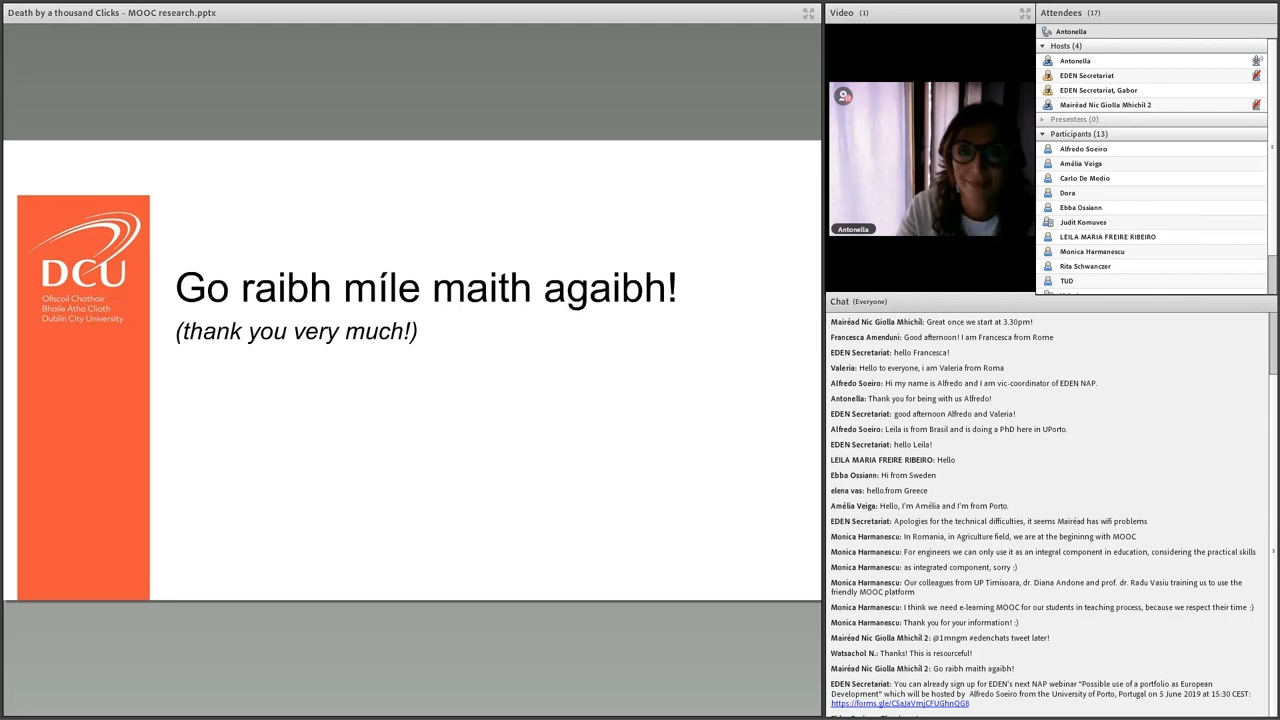 Death by a thousand Clicks - MOOC research.pptx
DCU
Ollscoil Chathair
Bhaile Átha Cliath
Dublin City University
Go raibh míle maith agaibh!
(thank you very much!)
Video (1)
Antonella
Attendees (17)
Antonella
Hosts (4)
Antonella
EDEN Secretariat
EDEN Secretariat, Gabor
Mairéad Nic Giolla Mhichíl 2
Presenters (0)
Participants (13)
Alfredo Soeiro
Amélia Veiga
Carlo De Medio
Dora
Ebba Ossiann
Judit Komuves
LEILA MARIA FREIRE RIBEIRO
Monica Harmanescu
Rita Schwanczer
TUD
Chat (Everyone)
Mairéad Nic Giolla Mhichíl: Great once we start at 3.30pm!
Francesca Amenduni: Good afternoon! I am Francesca from Rome
EDEN Secretariat: hello Francesca!
Valeria: Hello to everyone, i am Valeria from Roma
Alfredo Soeiro: Hi my name is Alfredo and I am vic-coordinator of EDEN NAP.
Antonella: Thank you for being with us Alfredo!
EDEN Secretariat: good afternoon Alfredo and Valeria!
Alfredo Soeiro: Leila is from Brasil and is doing a PhD here in UPorto.
EDEN Secretariat: hello Leila!
LEILA MARIA FREIRE RIBEIRO: Hello
Ebba Ossiann: Hi from Sweden
elena vas: hello.from Greece
Amélia Veiga: Hello, I'm Amélia and I'm from Porto.
EDEN Secretariat: Apologies for the technical difficulties, it seems Mairéad has wifi problems
Monica Harmanescu: In Romania, in Agriculture field, we are at the begininng with MOOC
Monica Harmanescu: For engineers we can only use it as an integral component in education, considering the practical skills
Monica Harmanescu: as integrated component, sorry :)
Monica Harmanescu: Our colleagues from UP Timisoara, dr. Diana Andone and prof. dr. Radu Vasiu training us to use the
friendly MOOC platform
Monica Harmanescu: I think we need e-learning MOOC for our students in teaching process, because we respect their time :)
Monica Harmanescu: Thank you for your information! :)
Mairéad Nic Giolla Mhichíl 2: @1mngm #edenchats tweet later!
Watsachol N.: Thanks! This is resourceful!
Mairéad Nic Giolla Mhichíl 2: Go raibh maith agaibh!
EDEN Secretariat: You can already sign up for EDEN's next NAP webinar "Possible use of a portfolio as European
Development" which will be hosted by Alfredo Soeiro from the University of Porto, Portugal on 5 June 2019 at 15:30 CEST:
https://forms.gle/CSaJaVmjCFUGhnQG8